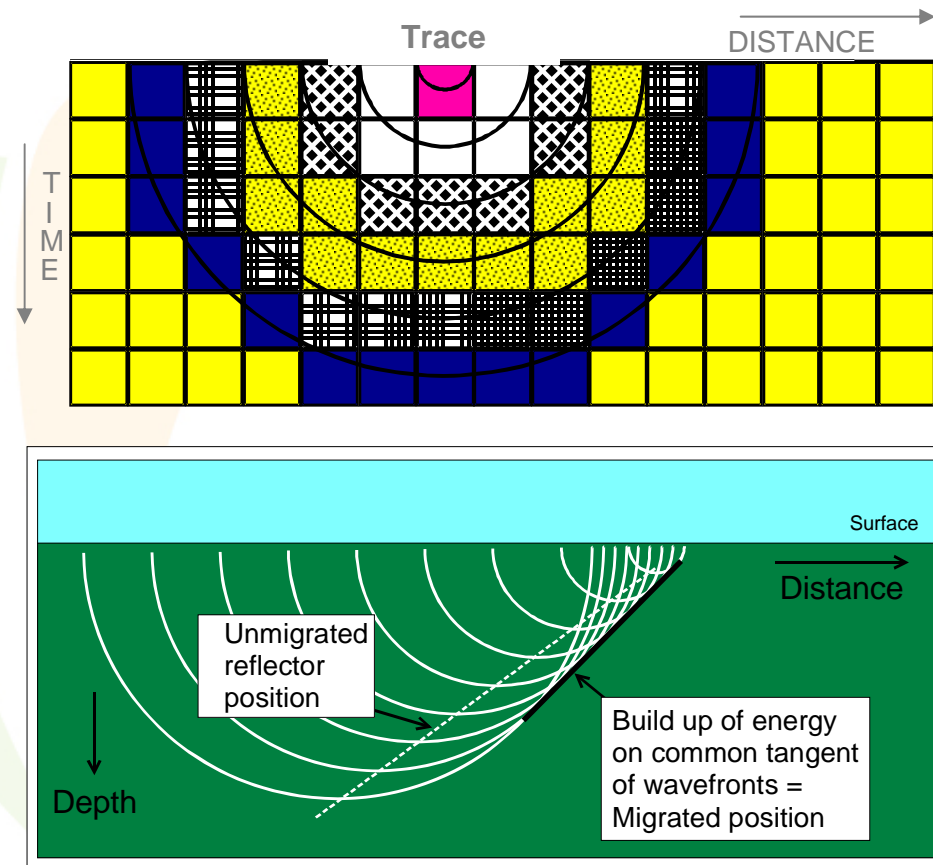 Trace
DISTANCE
T
I
M
E
Surface
Distance
Unmigrated
reflector
position
Build up of energy
on common tangent
of wavefronts =
Migrated position
Depth